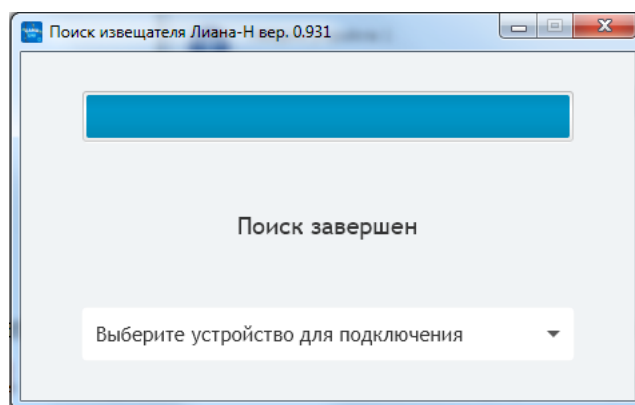 Поиск извещателя Лиана-Н вер. 0.931
Поиск завершен
Выберите устройство для подключения